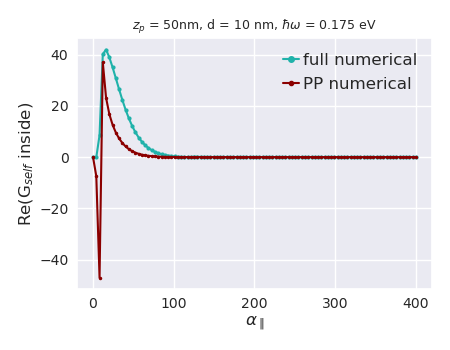 z_p = 50nm, d = 10 nm, ℏω = 0.175 eV
full numerical
PP numerical
Re(G_self inside)
40
20
0
−20
−40
0 100 200 300 400
α_∥